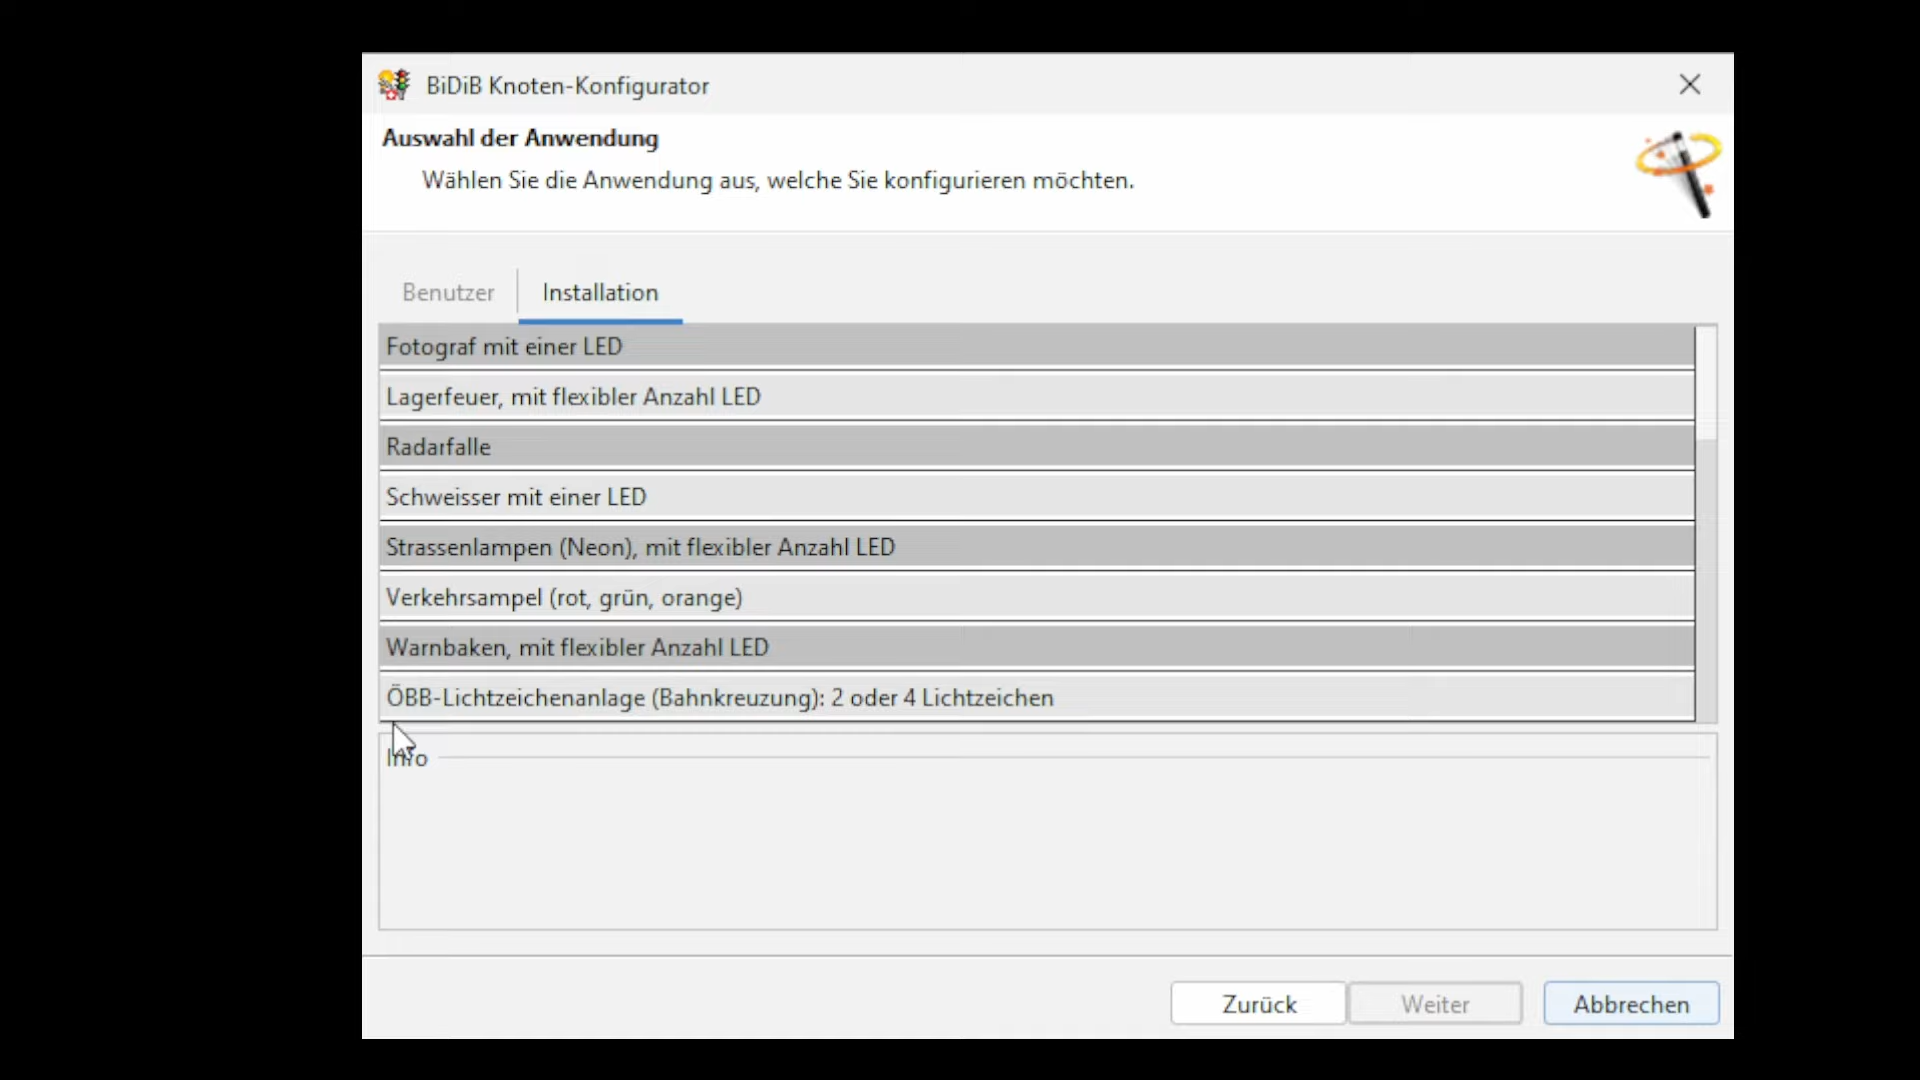 BiDiB Knoten-Konfigurator
Auswahl der Anwendung
Wählen Sie die Anwendung aus, welche Sie konfigurieren möchten.
Benutzer
Installation
Fotograf mit einer LED
Lagerfeuer, mit flexibler Anzahl LED
Radarfalle
Schweisser mit einer LED
Strassenlampen (Neon), mit flexibler Anzahl LED
Verkehrsampel (rot, grün, orange)
Warnbaken, mit flexibler Anzahl LED
ÖBB-Lichtzeichenanlage (Bahnkreuzung): 2 oder 4 Lichtzeichen
Info
Zurück
Weiter
Abbrechen